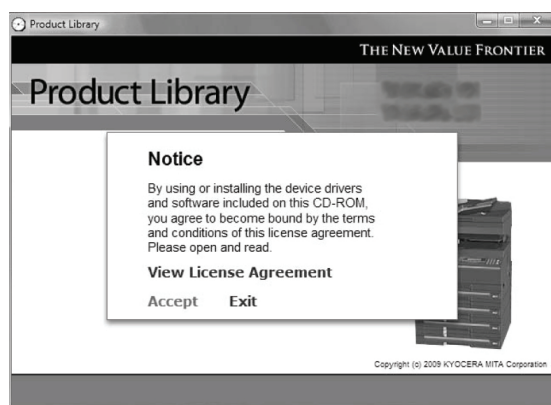 Product Library
THE NEW VALUE FRONTIER
Product Library
Notice
By using or installing the device drivers
and software included on this CD-ROM,
you agree to become bound by the terms
and conditions of this license agreement.
Please open and read.
View License Agreement
Accept Exit
Copyright (c) 2009 KYOCERA MITA Corporation